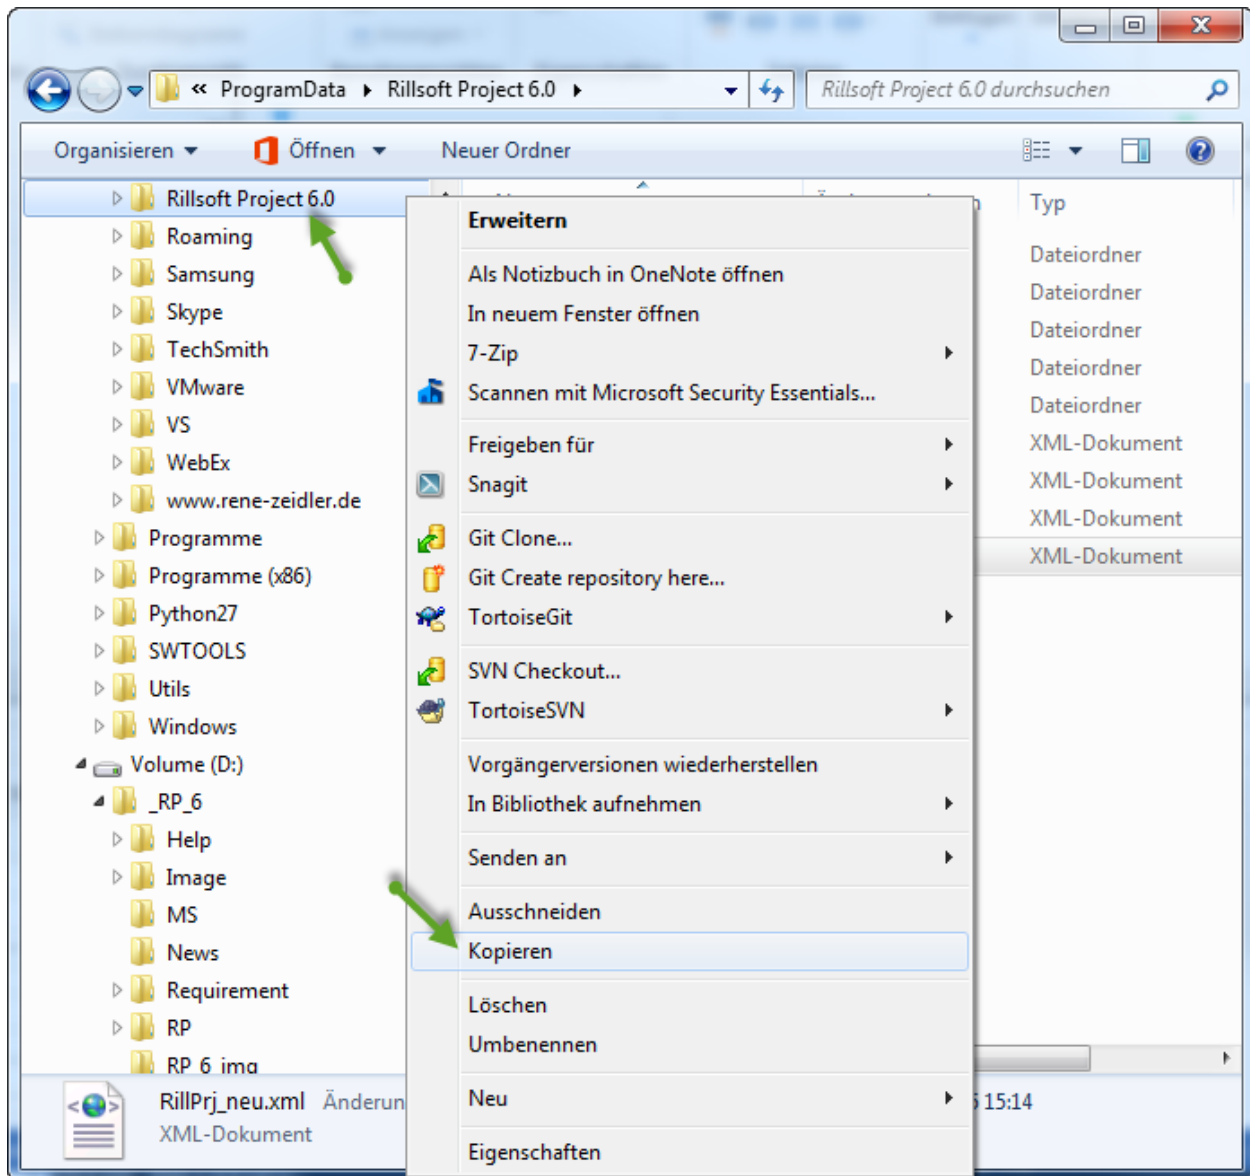 « ProgramData ▸ Rillsoft Project 6.0 ▸
Rillsoft Project 6.0 durchsuchen
Organisieren
Öffnen
Neuer Ordner
Rillsoft Project 6.0
Roaming
Samsung
Skype
TechSmith
VMware
VS
WebEx
www.rene-zeidler.de
Programme
Programme (x86)
Python27
SWTOOLS
Utils
Windows
Volume (D:)
_RP_6
Help
Image
MS
News
Requirement
RP
RP_6_img
Erweitern
Als Notizbuch in OneNote öffnen
In neuem Fenster öffnen
7-Zip
Scannen mit Microsoft Security Essentials...
Freigeben für
Snagit
Git Clone...
Git Create repository here...
TortoiseGit
SVN Checkout...
TortoiseSVN
Vorgängerversionen wiederherstellen
In Bibliothek aufnehmen
Senden an
Ausschneiden
Kopieren
Löschen
Umbenennen
Neu
Eigenschaften
Typ
Dateiordner
Dateiordner
Dateiordner
Dateiordner
Dateiordner
XML-Dokument
XML-Dokument
XML-Dokument
XML-Dokument
RillPrj_neu.xml Änderun
15:14
XML-Dokument